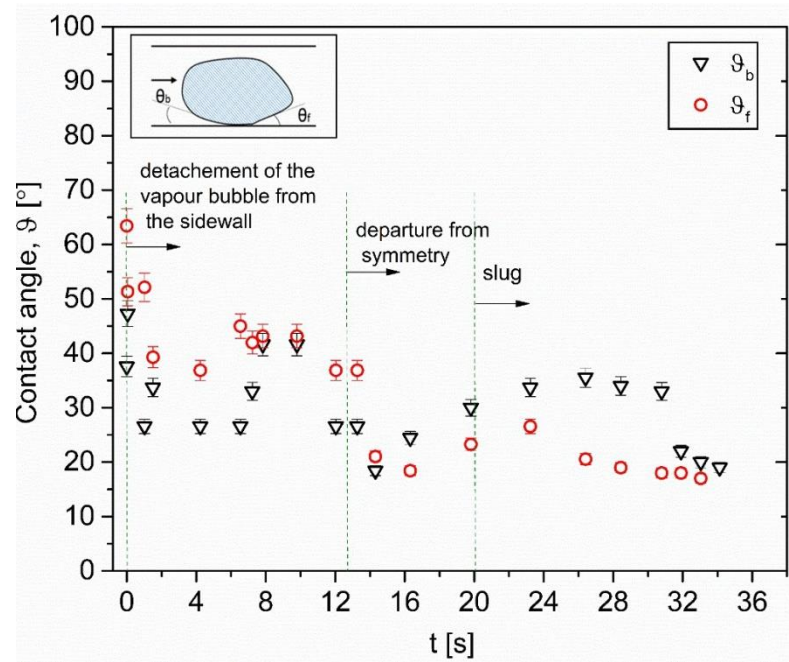 100
90
80
70
60
50
40
30
20
10
0
Contact angle, ϑ [°]
θb
θf
ϑb
ϑf
detachement of the
vapour bubble from
the sidewall
departure from
symmetry
slug
0 4 8 12 16 20 24 28 32 36
t [s]